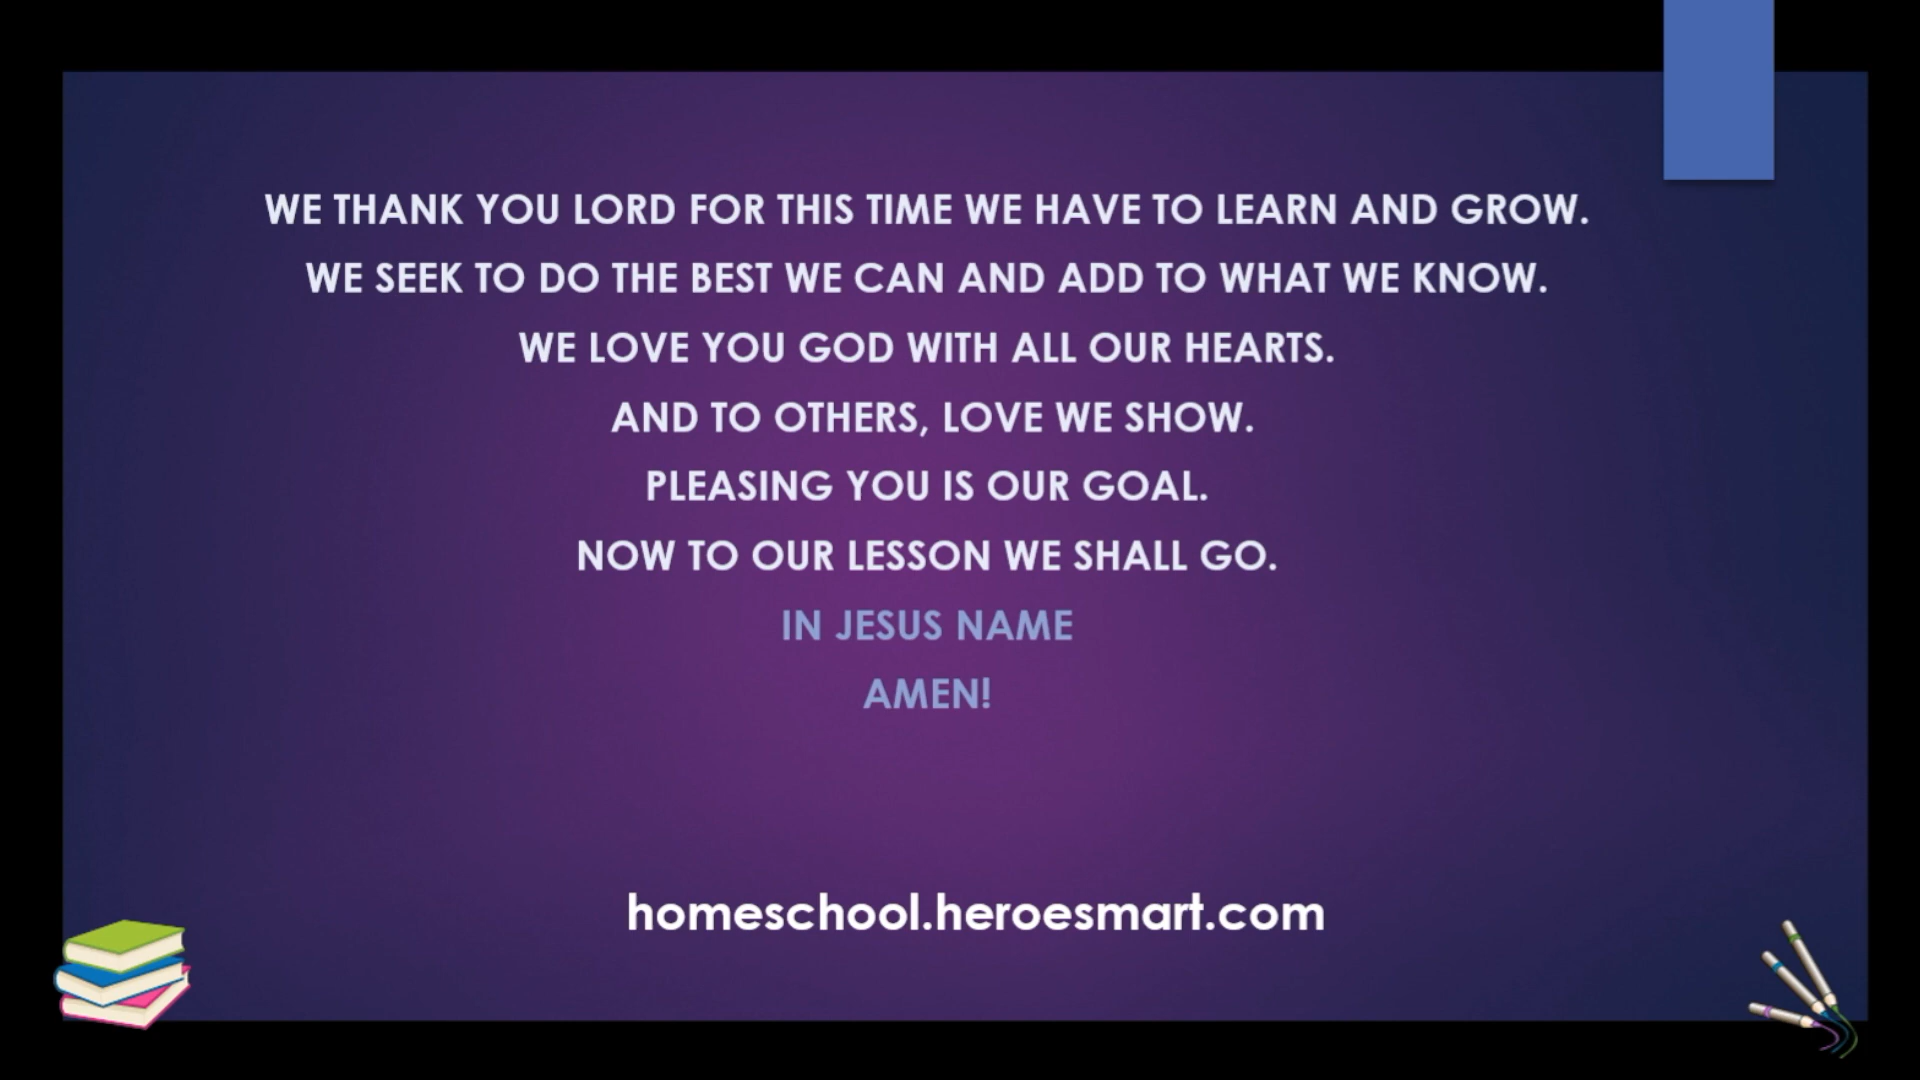 WE THANK YOU LORD FOR THIS TIME WE HAVE TO LEARN AND GROW.
WE SEEK TO DO THE BEST WE CAN AND ADD TO WHAT WE KNOW.
WE LOVE YOU GOD WITH ALL OUR HEARTS.
AND TO OTHERS, LOVE WE SHOW.
PLEASING YOU IS OUR GOAL.
NOW TO OUR LESSON WE SHALL GO.
IN JESUS NAME
AMEN!
homeschool.heroesmart.com